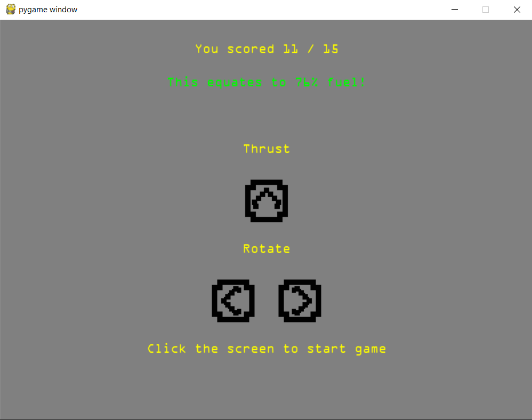 pygame window
You scored 11 / 15
This equates to 76% fuel!
Thrust
Rotate
Click the screen to start game